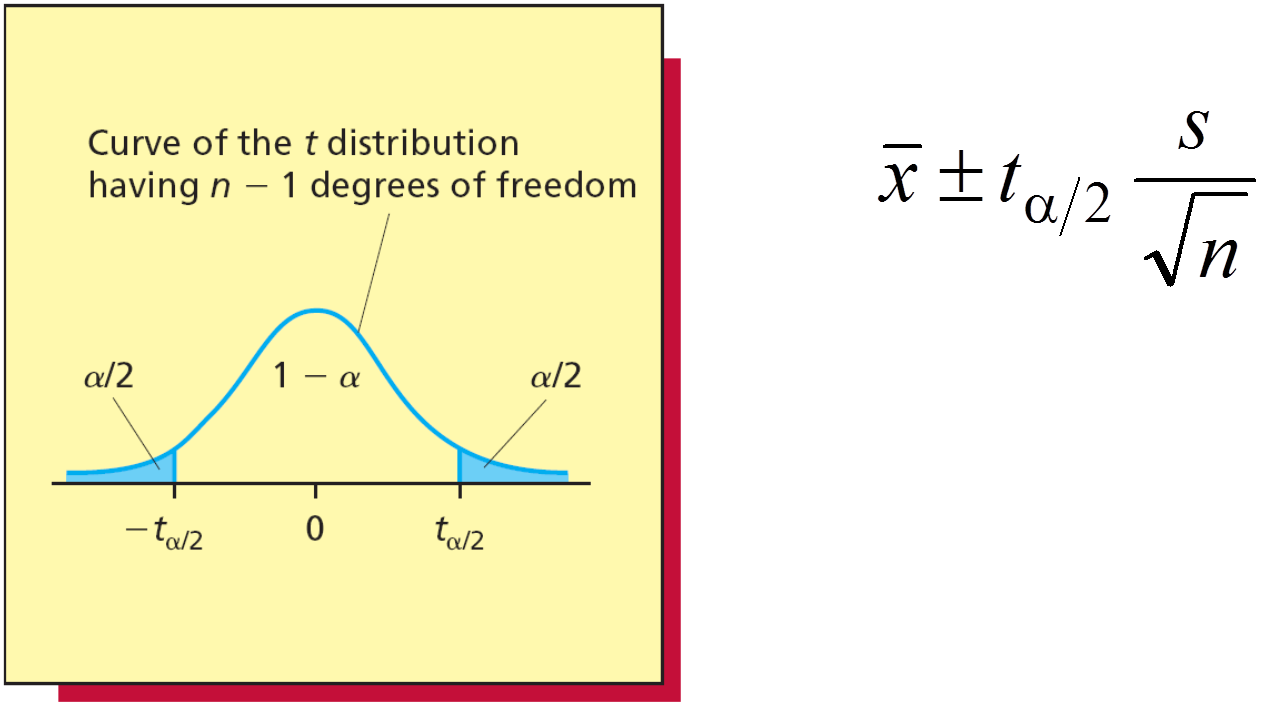 Curve of the t distribution
having n − 1 degrees of freedom
α/2
1 − α
α/2
−tα/2
0
tα/2
x̅ ± tα/2 s/√n